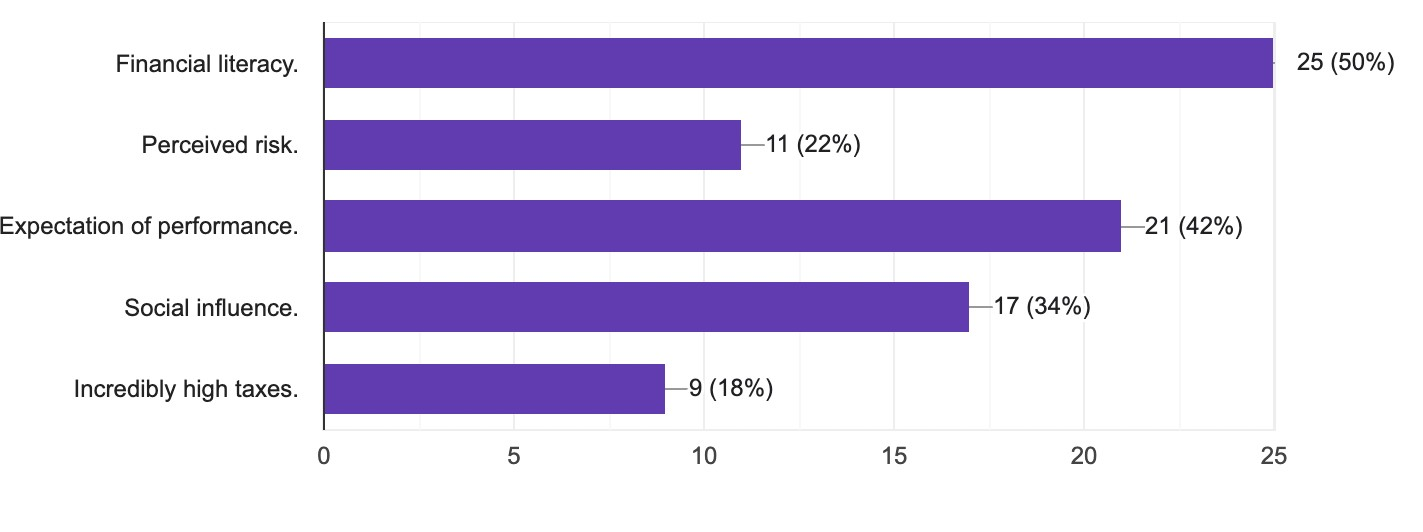 Financial literacy.
25 (50%)
Perceived risk.
11 (22%)
Expectation of performance.
21 (42%)
Social influence.
17 (34%)
Incredibly high taxes.
9 (18%)
0 5 10 15 20 25